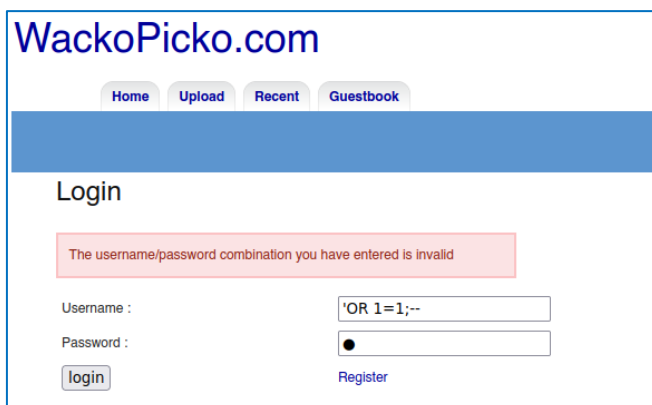 WackoPicko.com
Home Upload Recent Guestbook
Login
The username/password combination you have entered is invalid
Username : 'OR 1=1;--
Password : ●
login Register